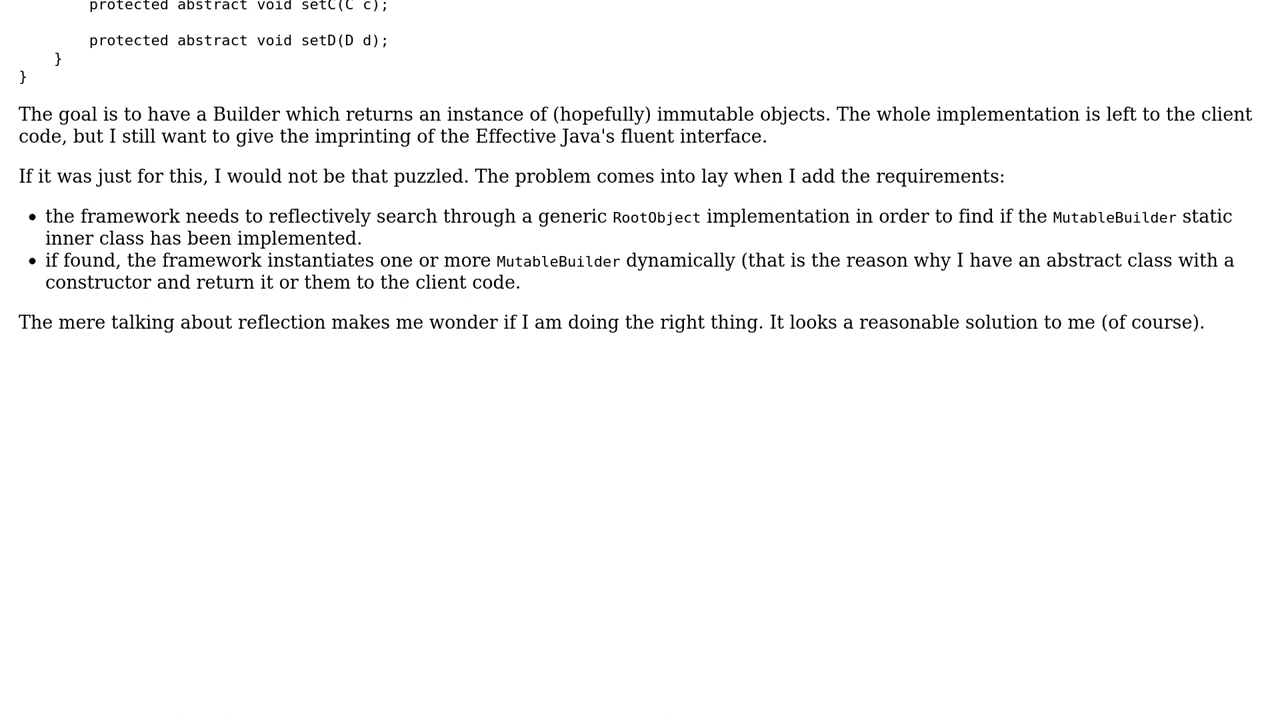 protected abstract void setC(C c);
protected abstract void setD(D d);
}
}
The goal is to have a Builder which returns an instance of (hopefully) immutable objects. The whole implementation is left to the client
code, but I still want to give the imprinting of the Effective Java's fluent interface.
If it was just for this, I would not be that puzzled. The problem comes into lay when I add the requirements:
• the framework needs to reflectively search through a generic RootObject implementation in order to find if the MutableBuilder static
inner class has been implemented.
• if found, the framework instantiates one or more MutableBuilder dynamically (that is the reason why I have an abstract class with a
constructor and return it or them to the client code.
The mere talking about reflection makes me wonder if I am doing the right thing. It looks a reasonable solution to me (of course).